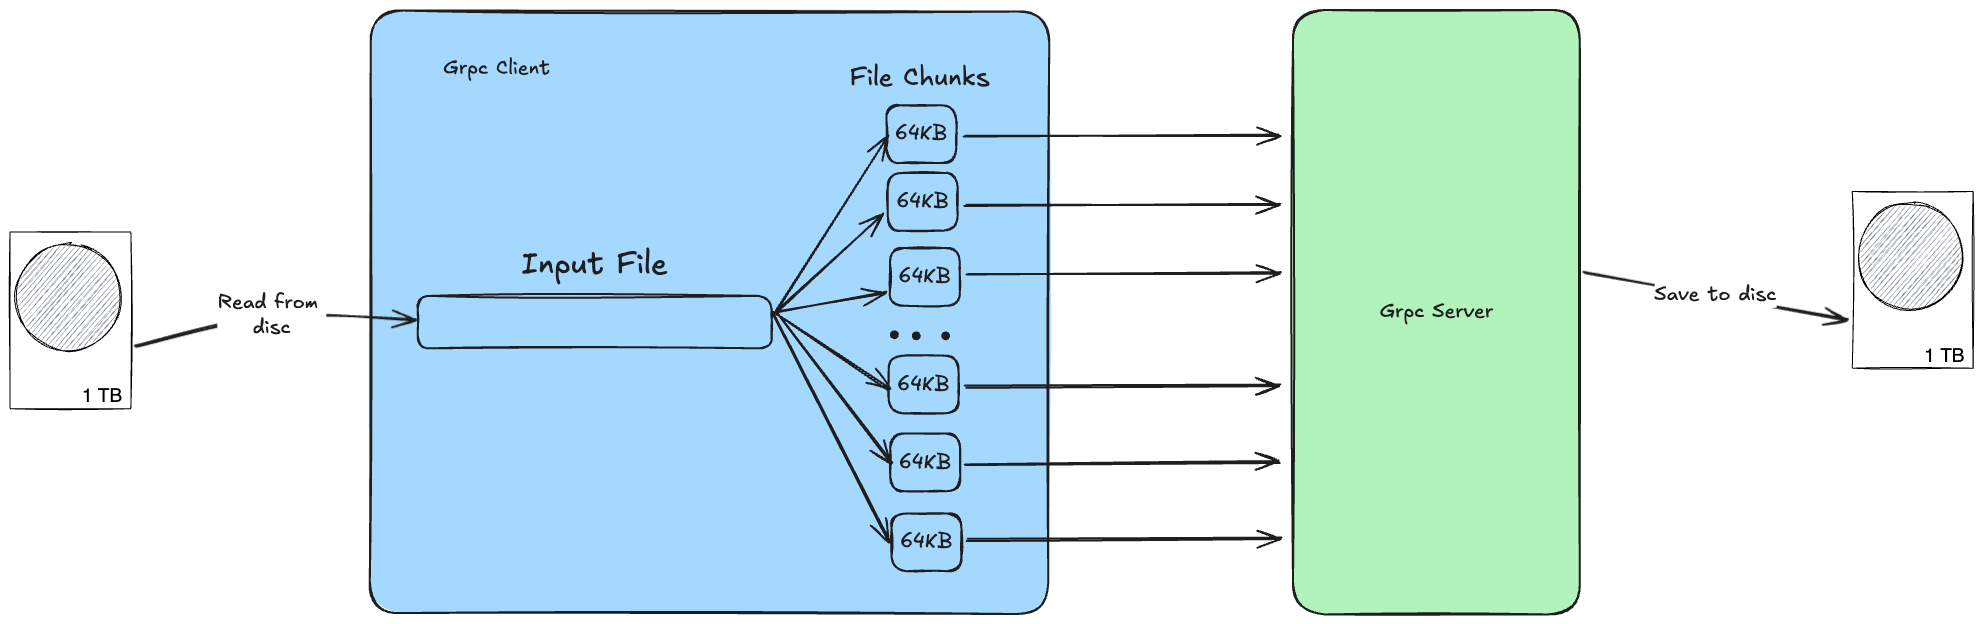 Grpc Client
File Chunks
64KB
64KB
64KB
64KB
64KB
64KB
Input File
Read from
disc
1 TB
Grpc Server
Save to disc
1 TB